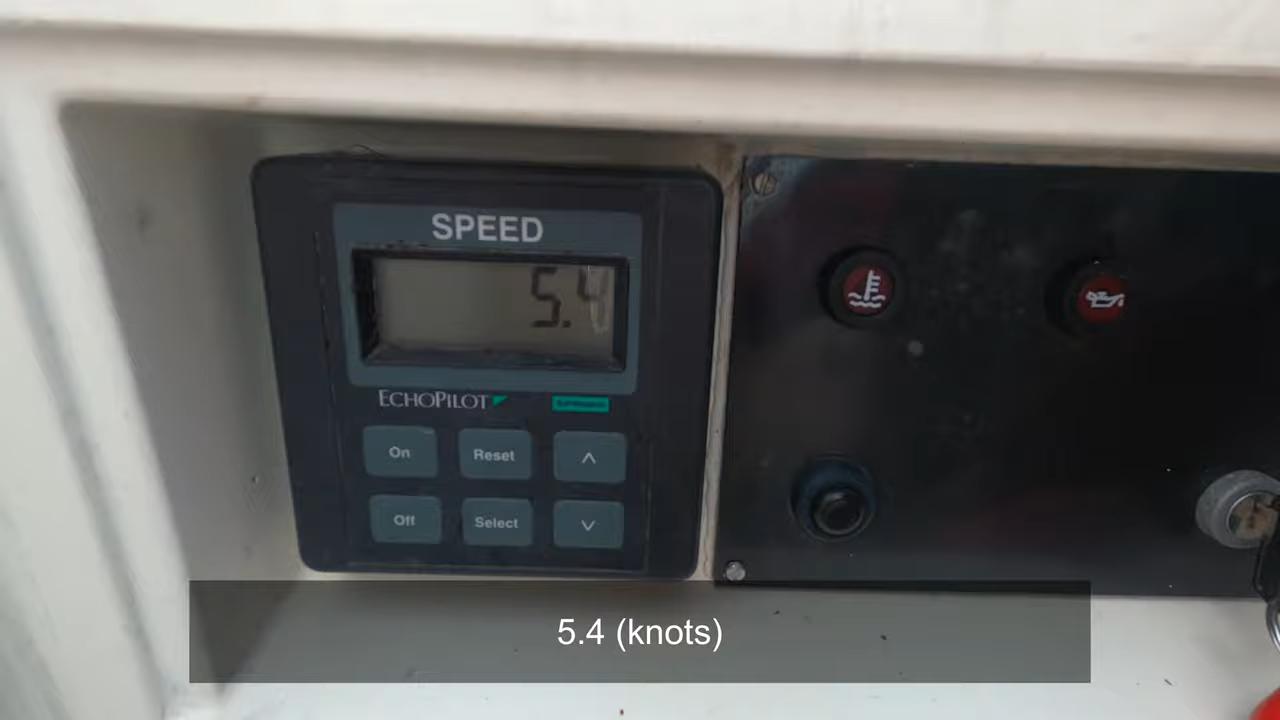 SPEED
5.4
ECHOPILOT
On
Reset
Off
Select
5.4 (knots)